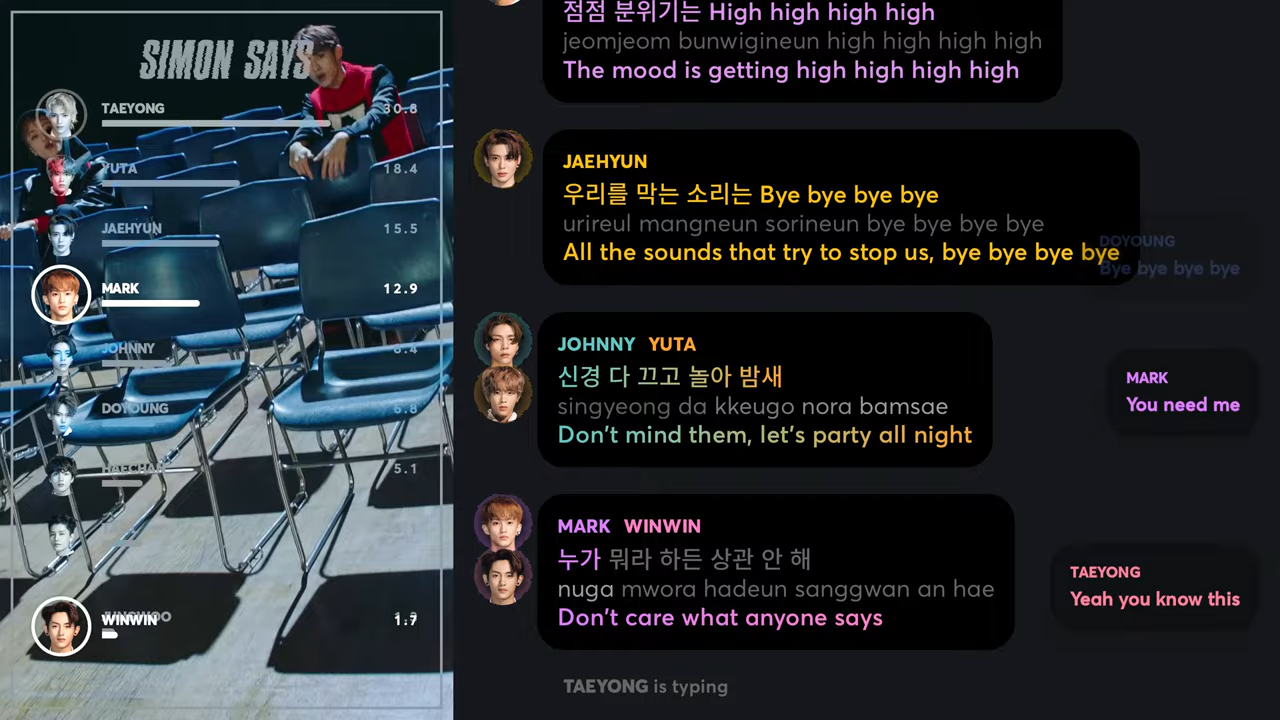 SIMON SAYS
TAEYONG 30.8
YUTA 18.4
JAEHYUN 15.5
MARK 12.9
JOHNNY 8.4
DOYOUNG 6.8
HAECHAN 5.1
WINWIN
점점 분위기는 High high high high
jeomjeom bunwigineun high high high high
The mood is getting high high high high
JAEHYUN
우리를 막는 소리는 Bye bye bye bye
urireul mangneun sorineun bye bye bye bye
All the sounds that try to stop us, bye bye bye bye
DOYOUNG
Bye bye bye bye
JOHNNY YUTA
신경 다 끄고 놀아 밤새
singyeong da kkeugo nora bamsae
Don't mind them, let's party all night
MARK
You need me
MARK WINWIN
누가 뭐라 하든 상관 안 해
nuga mwora hadeun sanggwan an hae
Don't care what anyone says
TAEYONG
Yeah you know this
TAEYONG is typing